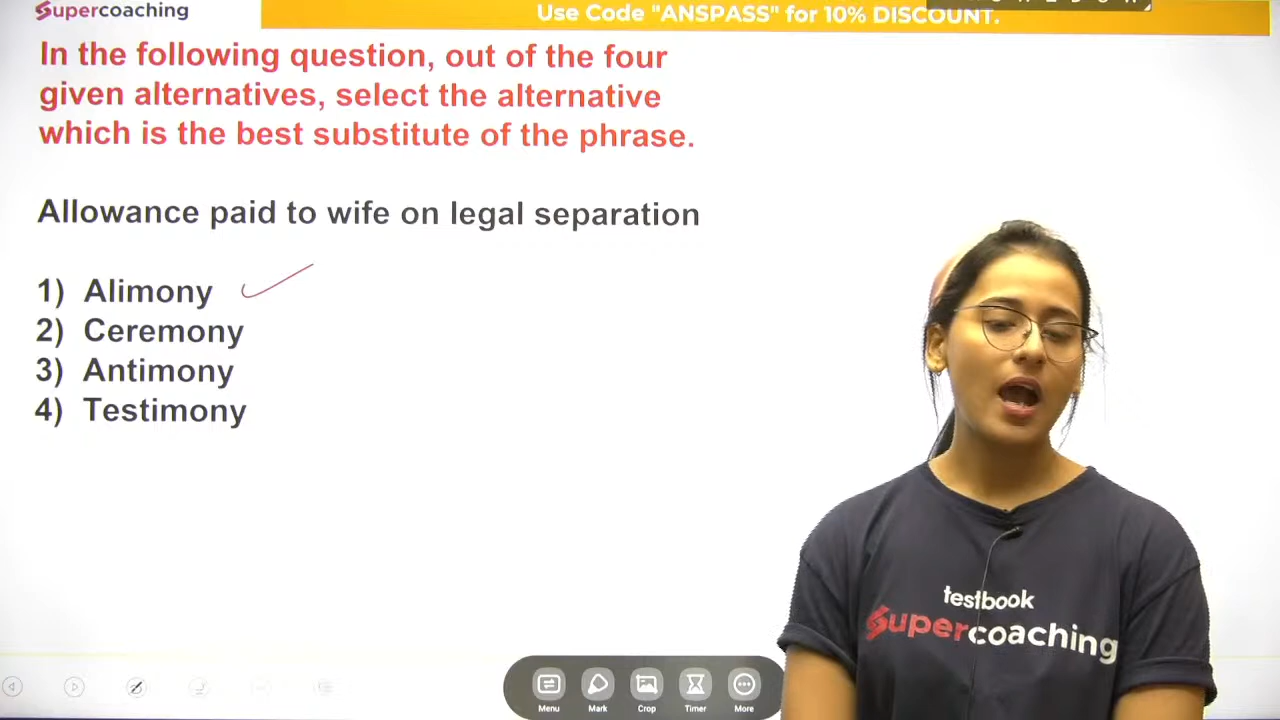 Supercoaching
Use Code "ANSPASS" for 10% DISCOUNT.
In the following question, out of the four
given alternatives, select the alternative
which is the best substitute of the phrase.
Allowance paid to wife on legal separation
1) Alimony
2) Ceremony
3) Antimony
4) Testimony
testbook
Supercoaching
Menu
Mark
Crop
Timer
More